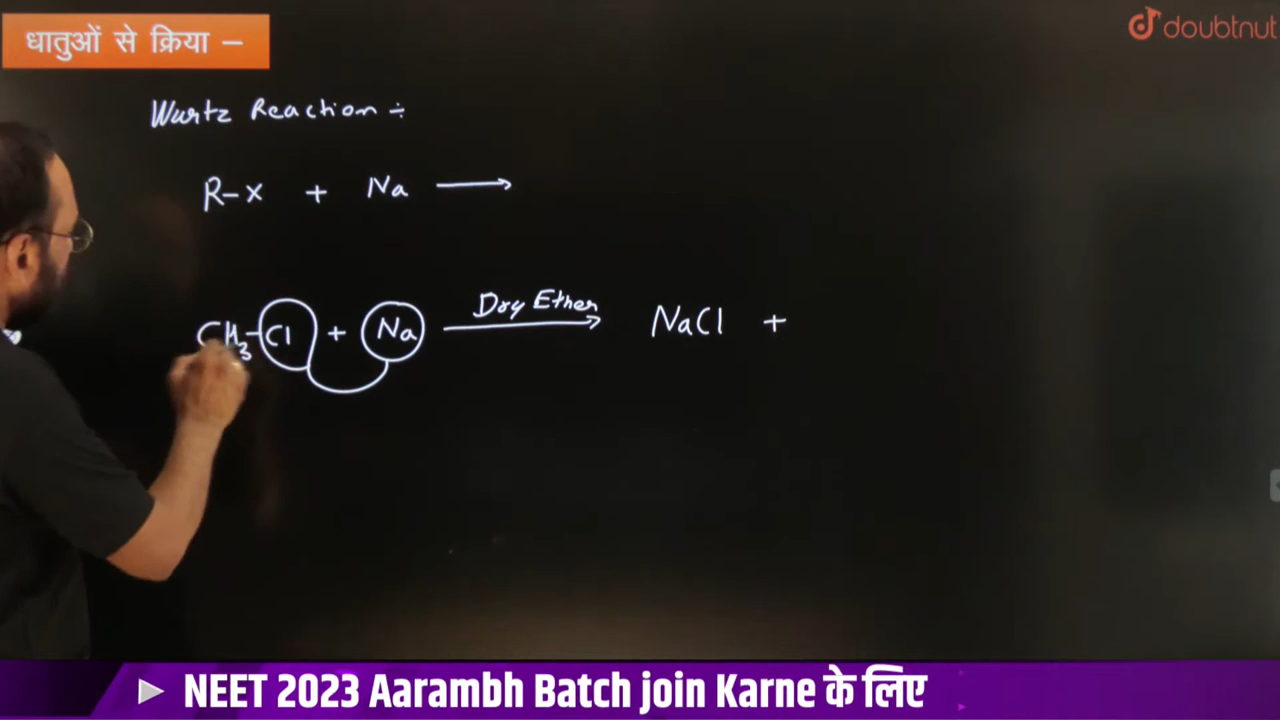 धातुओं से क्रिया –
doubtnut
Wurtz Reaction ÷
R-X + Na ⟶
Dry Ether
CH3-Cl + Na ⟶ NaCl +
NEET 2023 Aarambh Batch join Karne के लिए